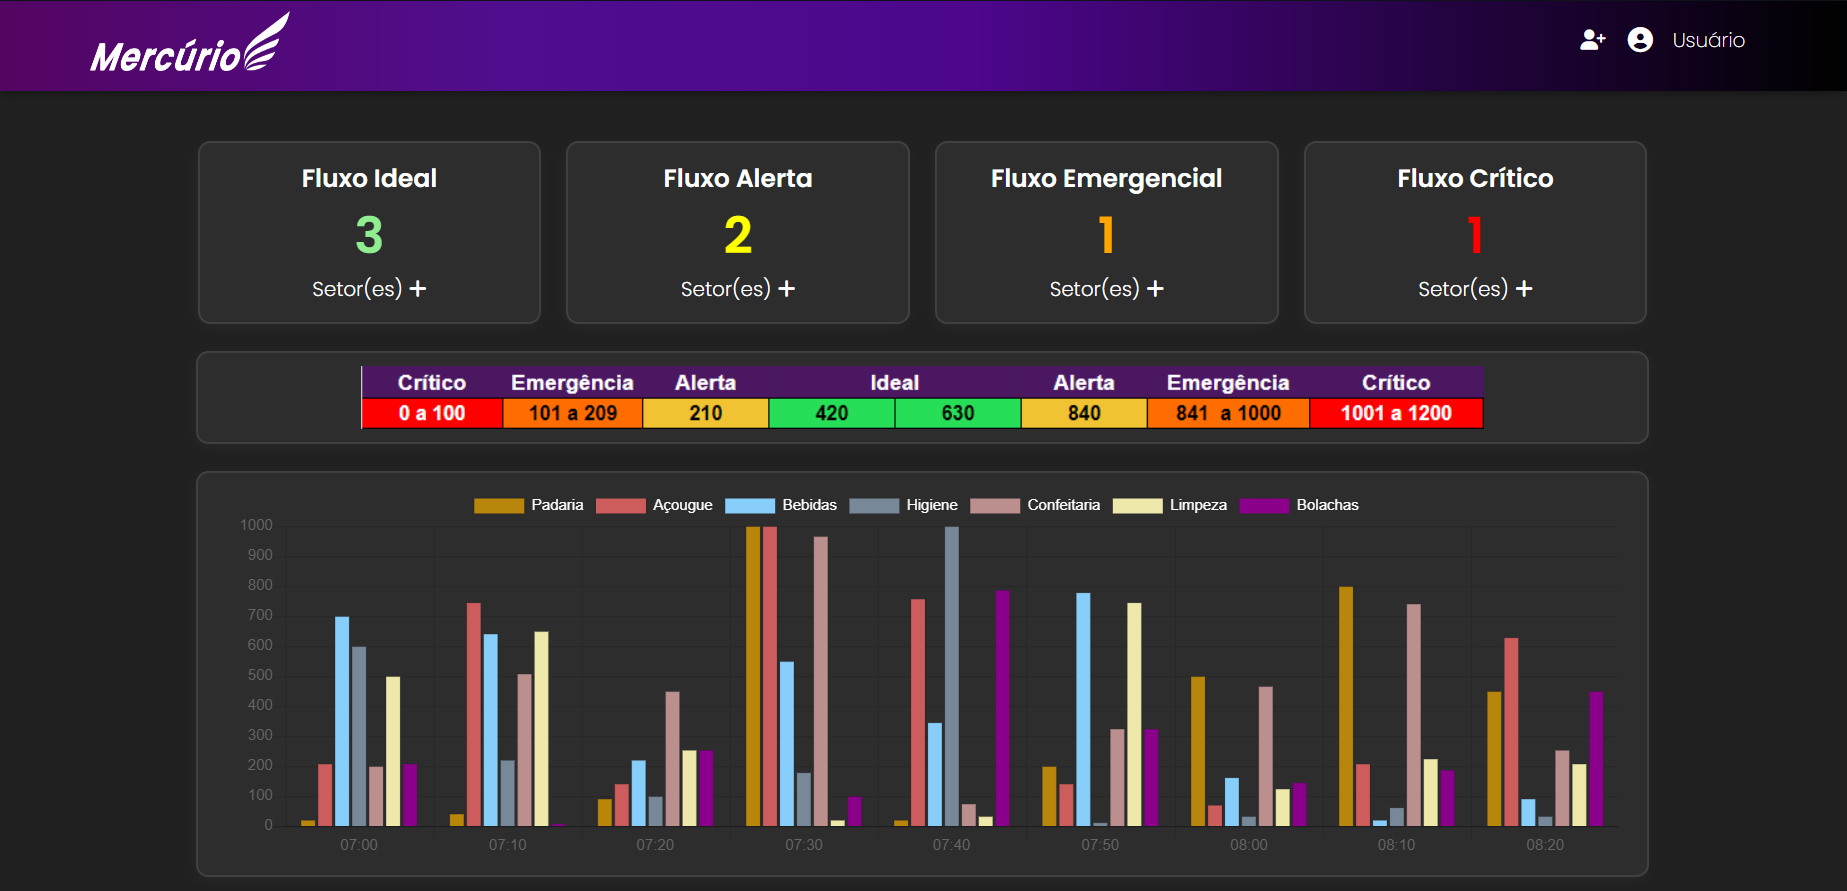 Mercúrio
Usuário
Fluxo Ideal
3
Setor(es) +
Fluxo Alerta
2
Setor(es) +
Fluxo Emergencial
1
Setor(es) +
Fluxo Crítico
1
Setor(es) +
Crítico Emergência Alerta Ideal Alerta Emergência Crítico
0 a 100 101 a 209 210 420 630 840 841 a 1000 1001 a 1200
Padaria Açougue Bebidas Higiene Confeitaria Limpeza Bolachas
1000
900
800
700
600
500
400
300
200
100
0
07:00 07:10 07:20 07:30 07:40 07:50 08:00 08:10 08:20